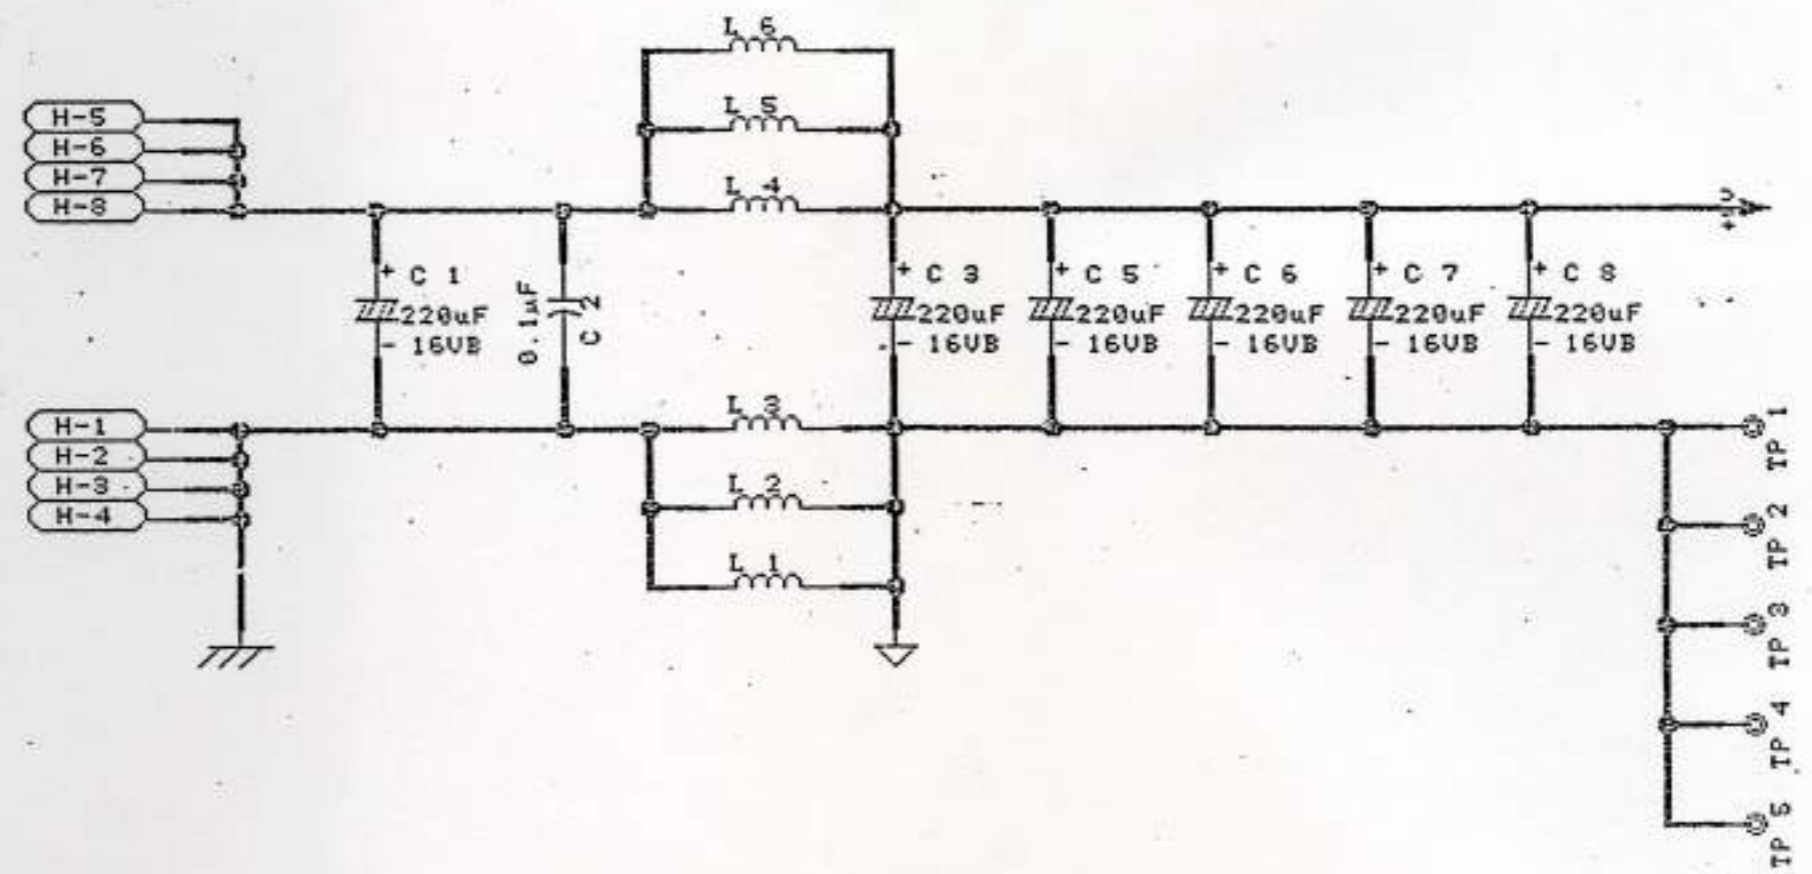 L 6
H-5
L 5
H-6
H-7
L 4
H-8
+ C 1
220uF
- 16VB
0.1µF
C 2
+ C 3
220uF
- 16VB
+ C 5
220uF
- 16VB
+ C 6
220uF
- 16VB
+ C 7
220uF
- 16VB
+ C 8
220uF
- 16VB
H-1
L 3
TP 1
H-2
H-3
L 2
H-4
TP 2
L 1
TP 3
TP 4
TP 5